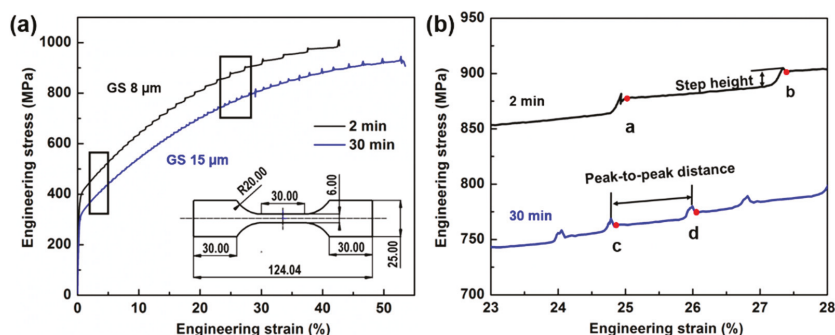 (a)
1000
800
600
400
200
0
Engineering stress (MPa)
GS 8 μm
GS 15 μm
2 min
30 min
R20.00
30.00
6.00
25.00
30.00
30.00
124.04
0 10 20 30 40 50
Engineering strain (%)
(b)
950
900
850
800
750
700
Engineering stress (MPa)
2 min
Step height
a
b
Peak-to-peak distance
30 min
c
d
23 24 25 26 27 28
Engineering strain (%)